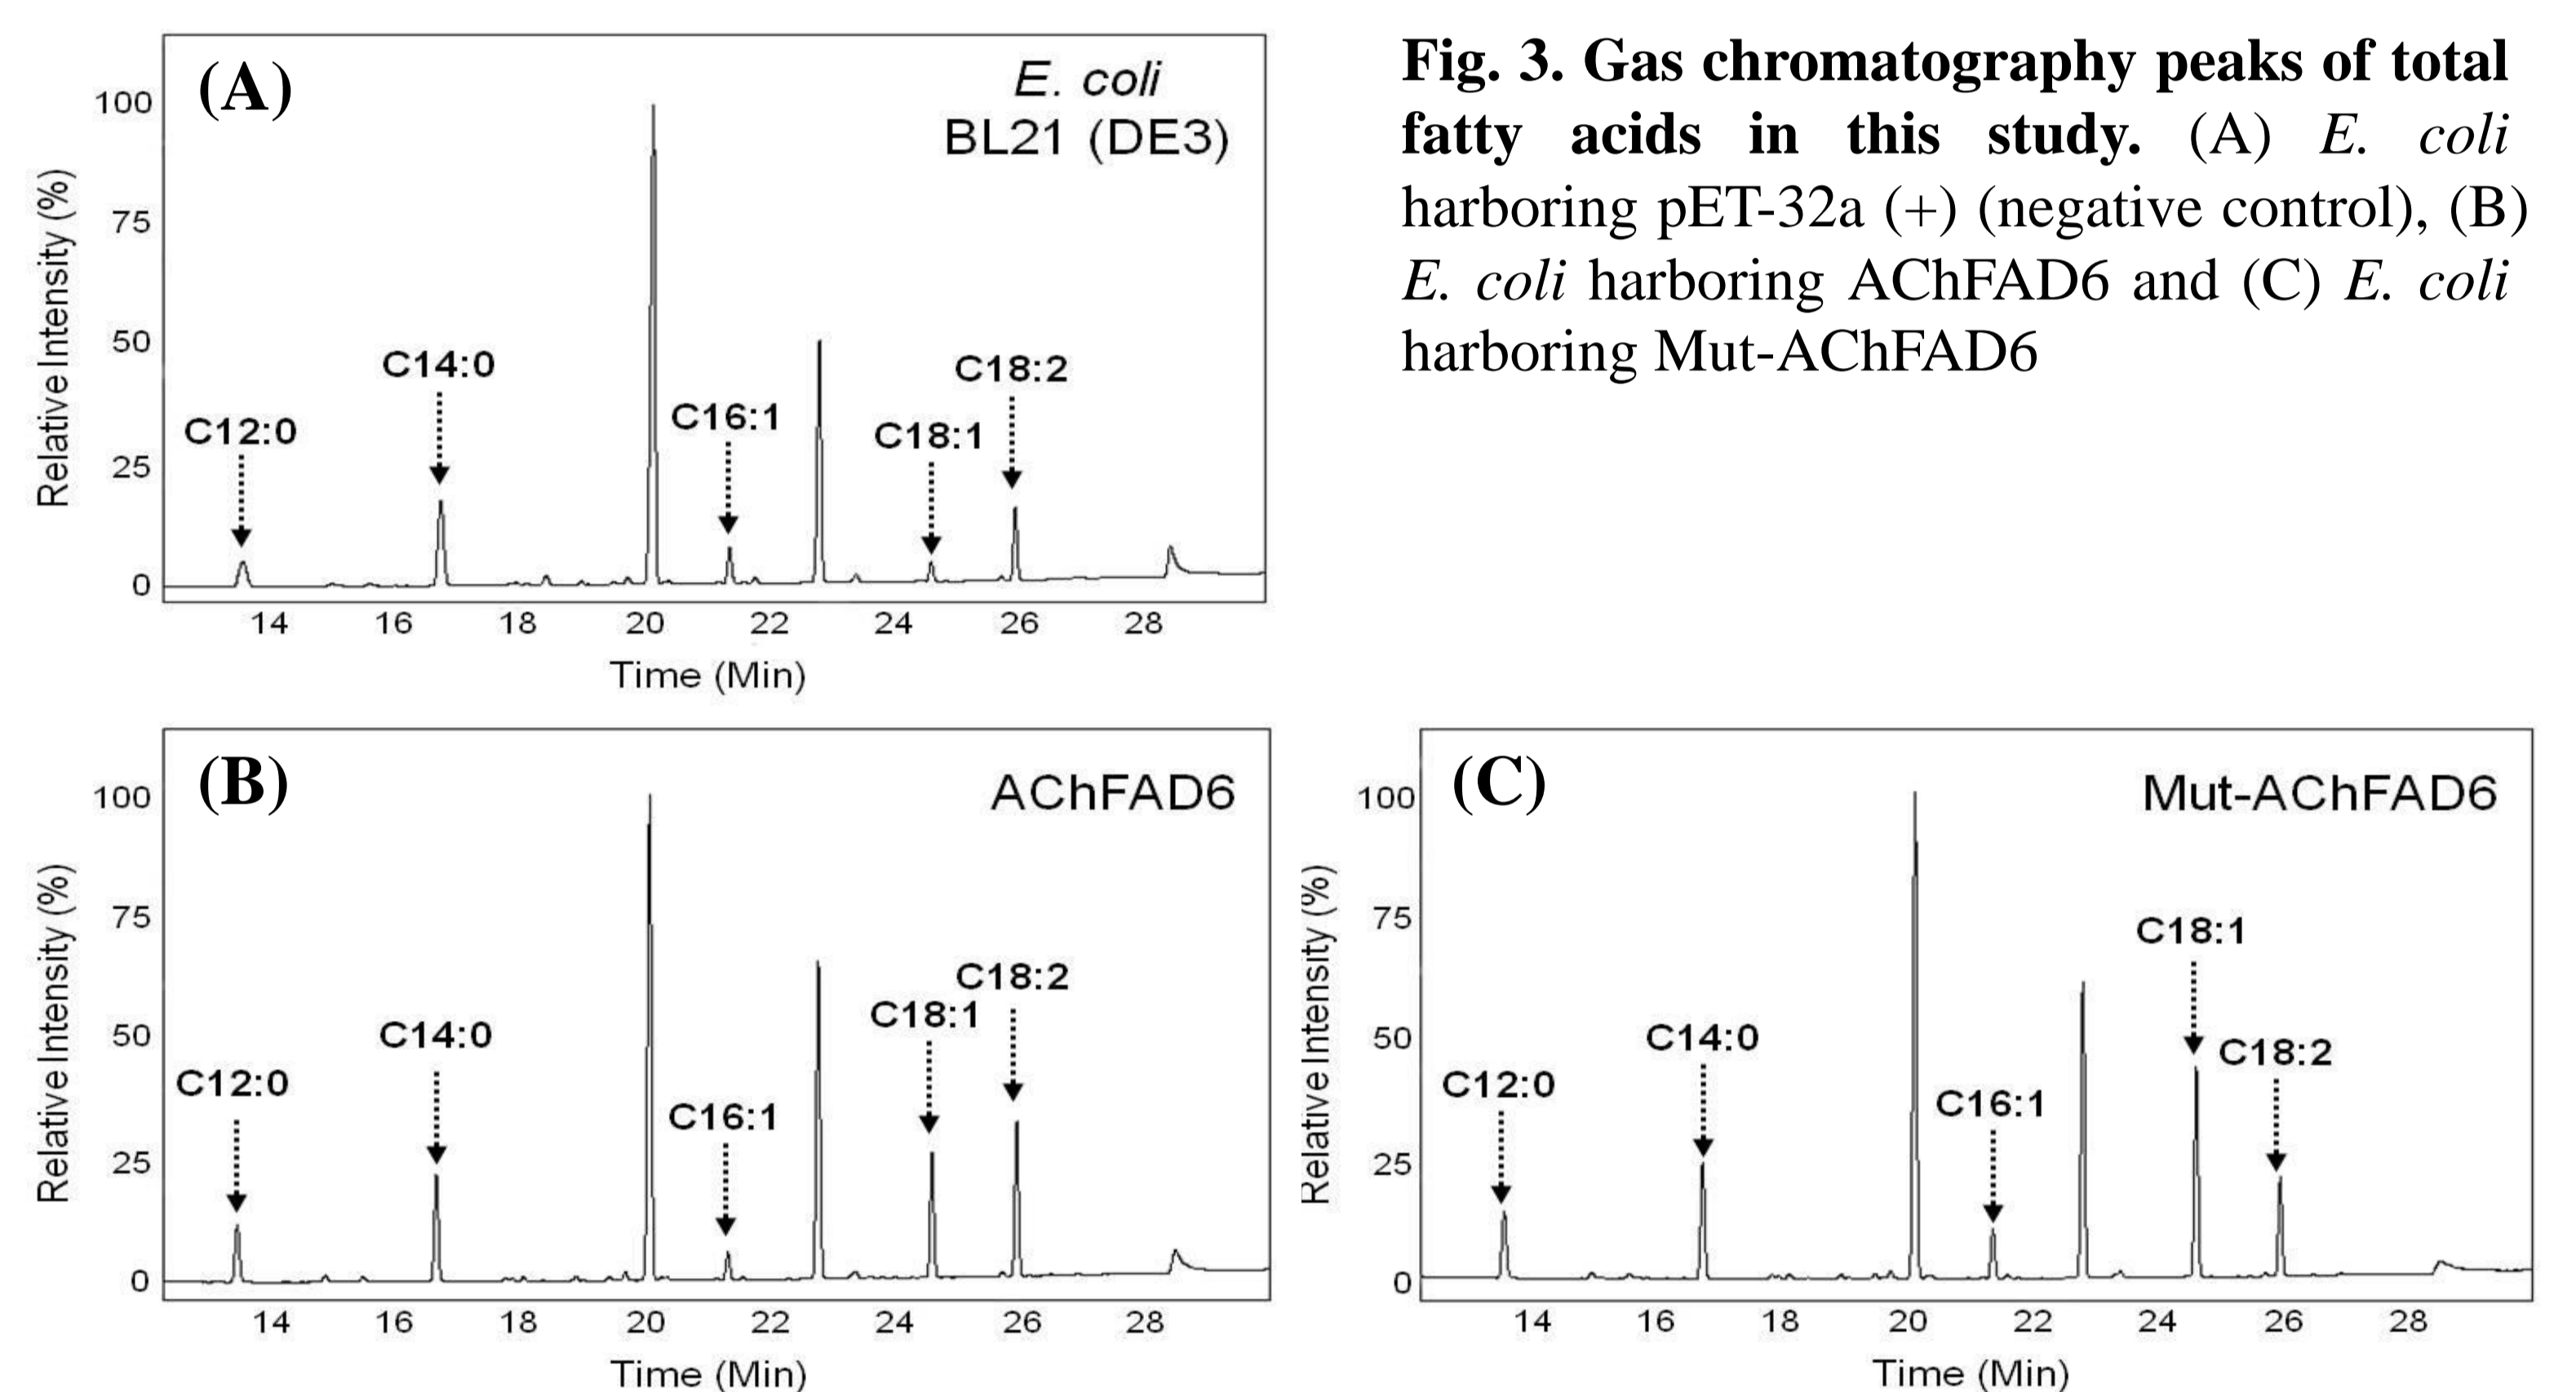 (A)
E. coli
BL21 (DE3)
Relative Intensity (%)
100
75
50
25
0
C12:0
C14:0
C16:1
C18:1
C18:2
14 16 18 20 22 24 26 28
Time (Min)
Fig. 3. Gas chromatography peaks of total
fatty acids in this study. (A) E. coli
harboring pET-32a (+) (negative control), (B)
E. coli harboring AChFAD6 and (C) E. coli
harboring Mut-AChFAD6
(B)
AChFAD6
Relative Intensity (%)
100
75
50
25
0
C12:0
C14:0
C16:1
C18:1
C18:2
14 16 18 20 22 24 26 28
Time (Min)
(C)
Mut-AChFAD6
Relative Intensity (%)
100
75
50
25
0
C12:0
C14:0
C16:1
C18:1
C18:2
14 16 18 20 22 24 26 28
Time (Min)